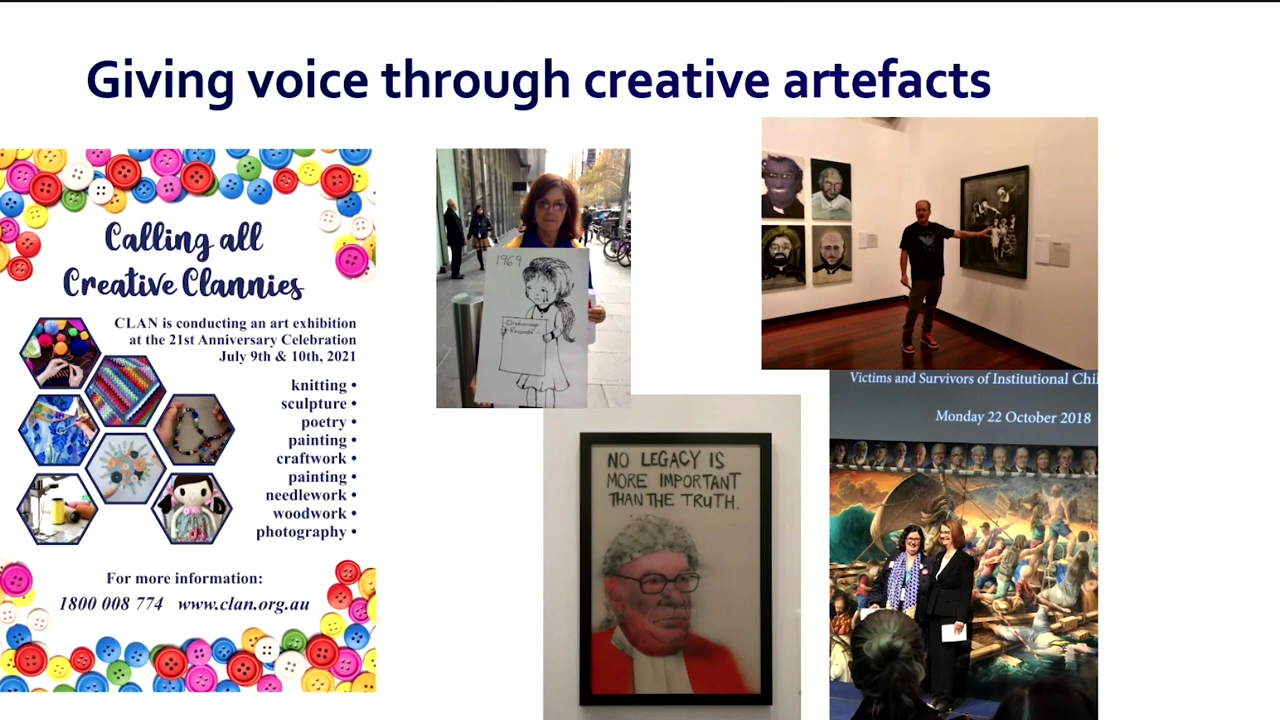 Giving voice through creative artefacts
Calling all
Creative Clannies
CLAN is conducting an art exhibition
at the 21st Anniversary Celebration
July 9th & 10th, 2021
knitting •
sculpture •
poetry •
painting •
craftwork •
painting •
needlework •
woodwork •
photography •
For more information:
1800 008 774 www.clan.org.au
1969
Orphanage
NO LEGACY IS
MORE IMPORTANT
THAN THE TRUTH.
Victims and Survivors of Institutional Chil
Monday 22 October 2018